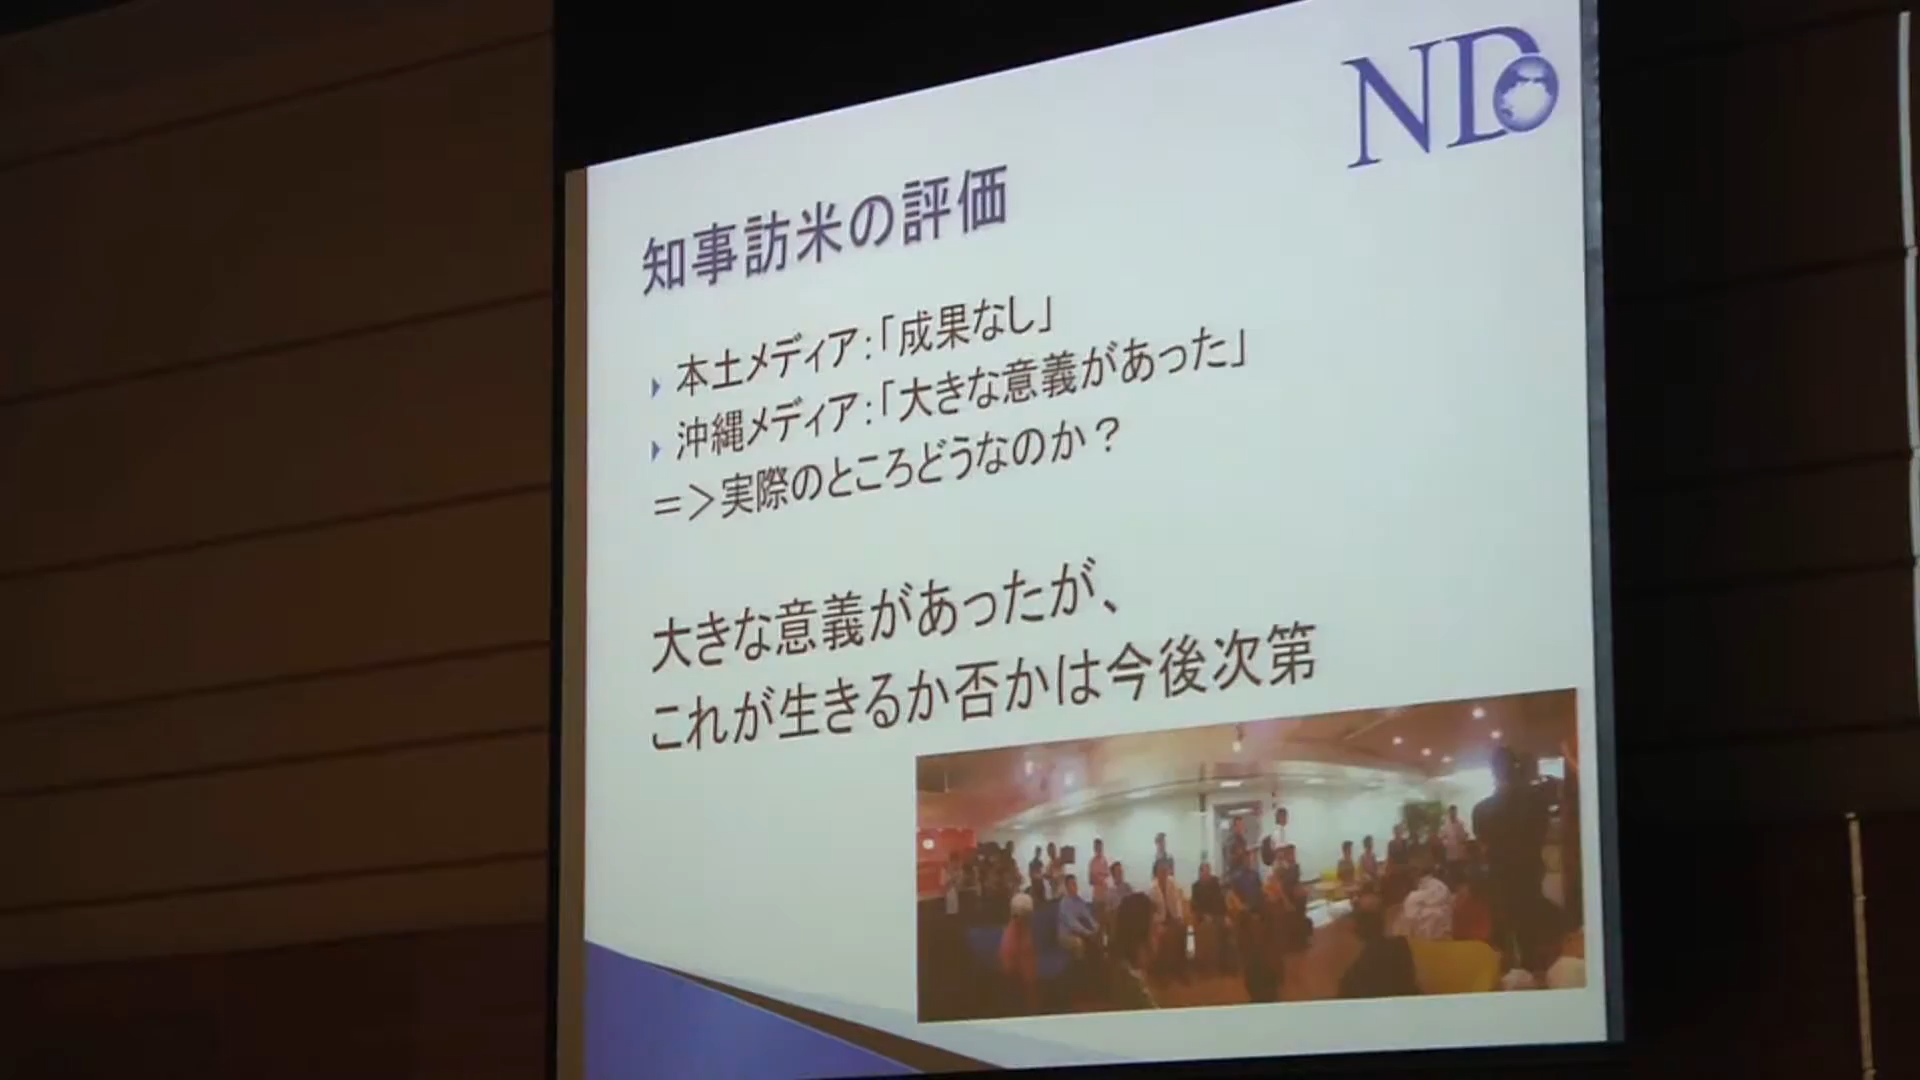 ND
知事訪米の評価
本土メディア：「成果なし」
沖縄メディア：「大きな意義があった」
＝＞実際のところどうなのか？
大きな意義があったが、
これが生きるか否かは今後次第